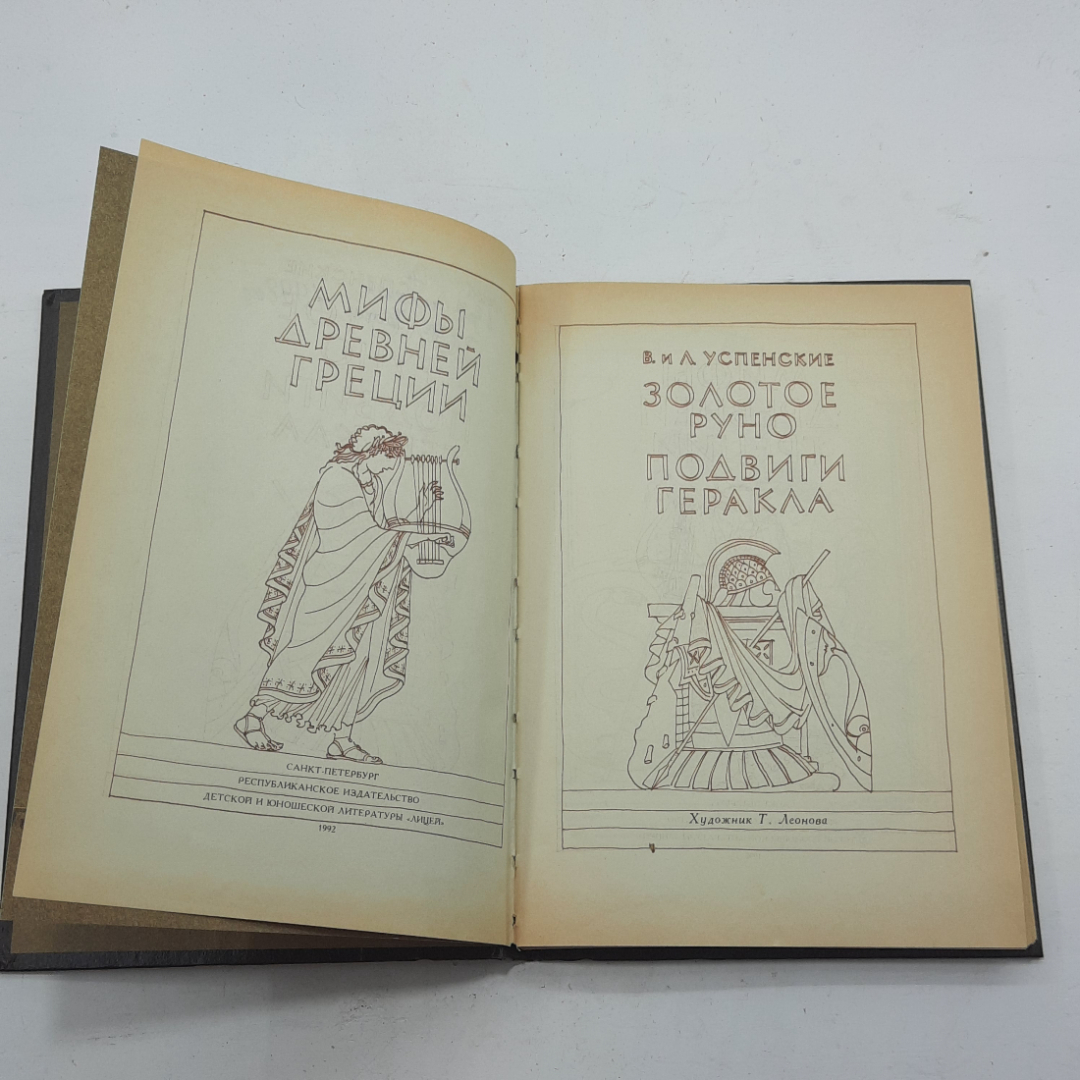 МИФЫ
ДРЕВНЕЙ
ГРЕЦИИ
САНКТ-ПЕТЕРБУРГ
РЕСПУБЛИКАНСКОЕ ИЗДАТЕЛЬСТВО
ДЕТСКОЙ И ЮНОШЕСКОЙ ЛИТЕРАТУРЫ «ЛИЦЕЙ»
1992
В. и Л. УСПЕНСКИЕ
ЗОЛОТОЕ
РУНО
ПОДВИГИ
ГЕРАКЛА
Художник Т. Леонова